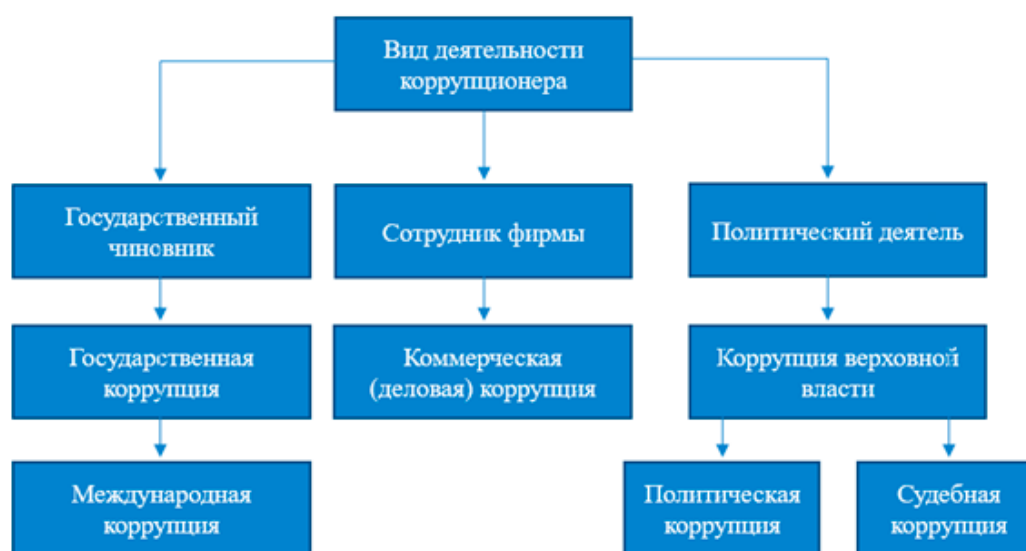 Вид деятельности
коррупционера
Государственный
чиновник
Сотрудник фирмы
Политический деятель
Государственная
коррупция
Коммерческая
(деловая) коррупция
Коррупция верховной
власти
Международная
коррупция
Политическая
коррупция
Судебная
коррупция